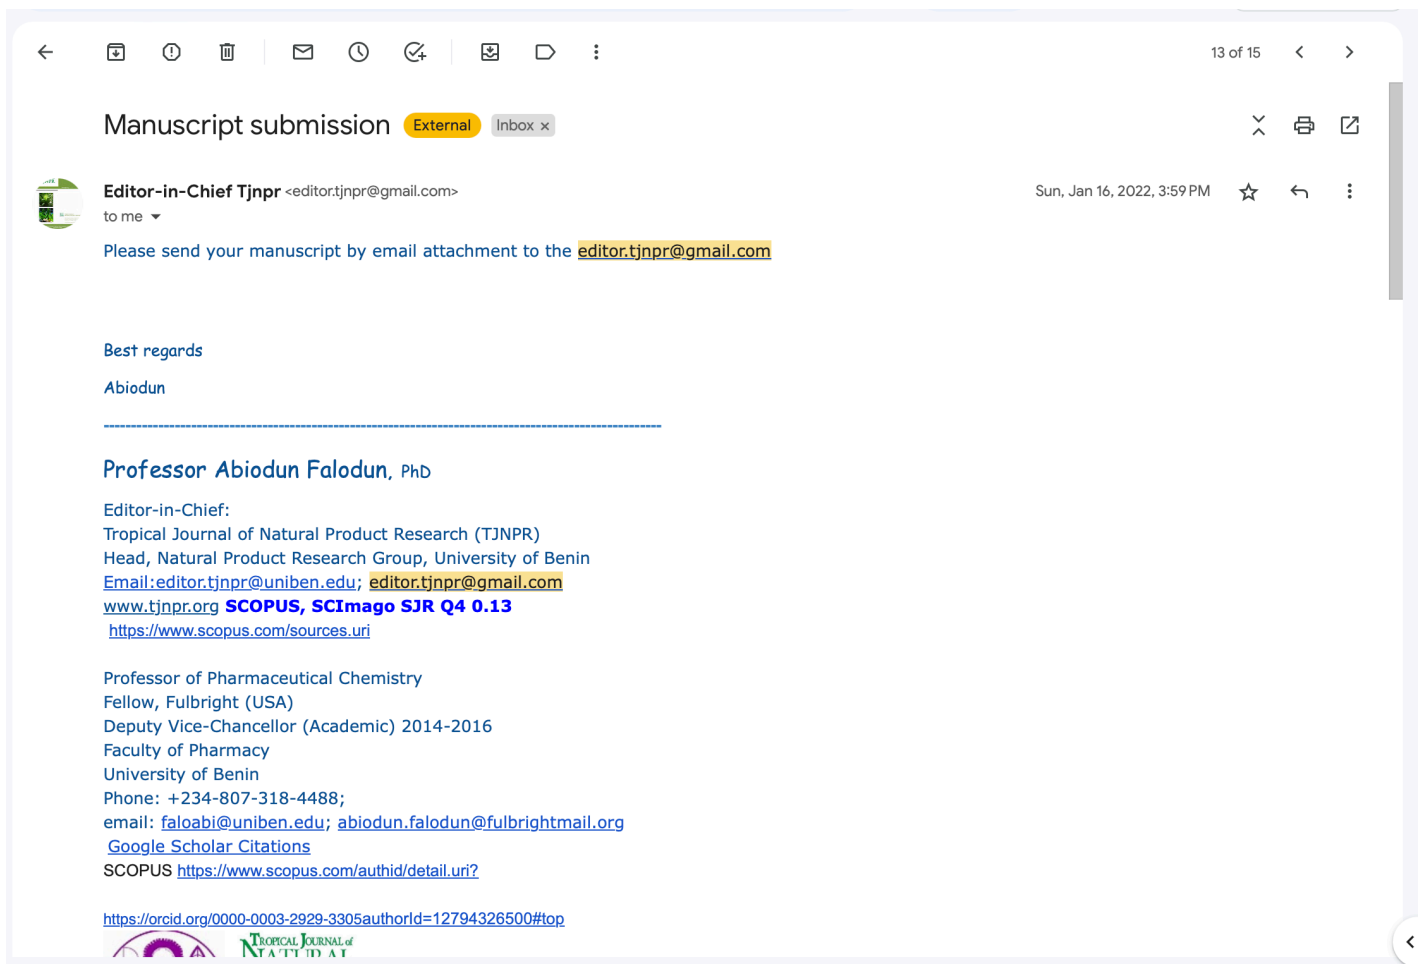 13 of 15
Manuscript submission External Inbox x
Editor-in-Chief Tjnpr <editor.tjnpr@gmail.com> Sun, Jan 16, 2022, 3:59 PM
to me
Please send your manuscript by email attachment to the editor.tjnpr@gmail.com
Best regards
Abiodun
---------------------------------------------------------------------------------------------------------
Professor Abiodun Falodun, PhD
Editor-in-Chief:
Tropical Journal of Natural Product Research (TJNPR)
Head, Natural Product Research Group, University of Benin
Email:editor.tjnpr@uniben.edu; editor.tjnpr@gmail.com
www.tjnpr.org SCOPUS, SCImago SJR Q4 0.13
https://www.scopus.com/sources.uri
Professor of Pharmaceutical Chemistry
Fellow, Fulbright (USA)
Deputy Vice-Chancellor (Academic) 2014-2016
Faculty of Pharmacy
University of Benin
Phone: +234-807-318-4488;
email: faloabi@uniben.edu; abiodun.falodun@fulbrightmail.org
Google Scholar Citations
SCOPUS https://www.scopus.com/authid/detail.uri?
https://orcid.org/0000-0003-2929-3305authorId=12794326500#top
TROPICAL JOURNAL of
NATURAL